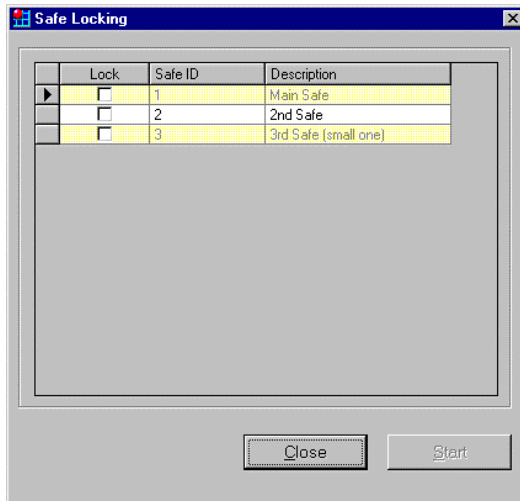 Safe Locking
Lock Safe ID Description
1 Main Safe
2 2nd Safe
3 3rd Safe (small one)
Close Start